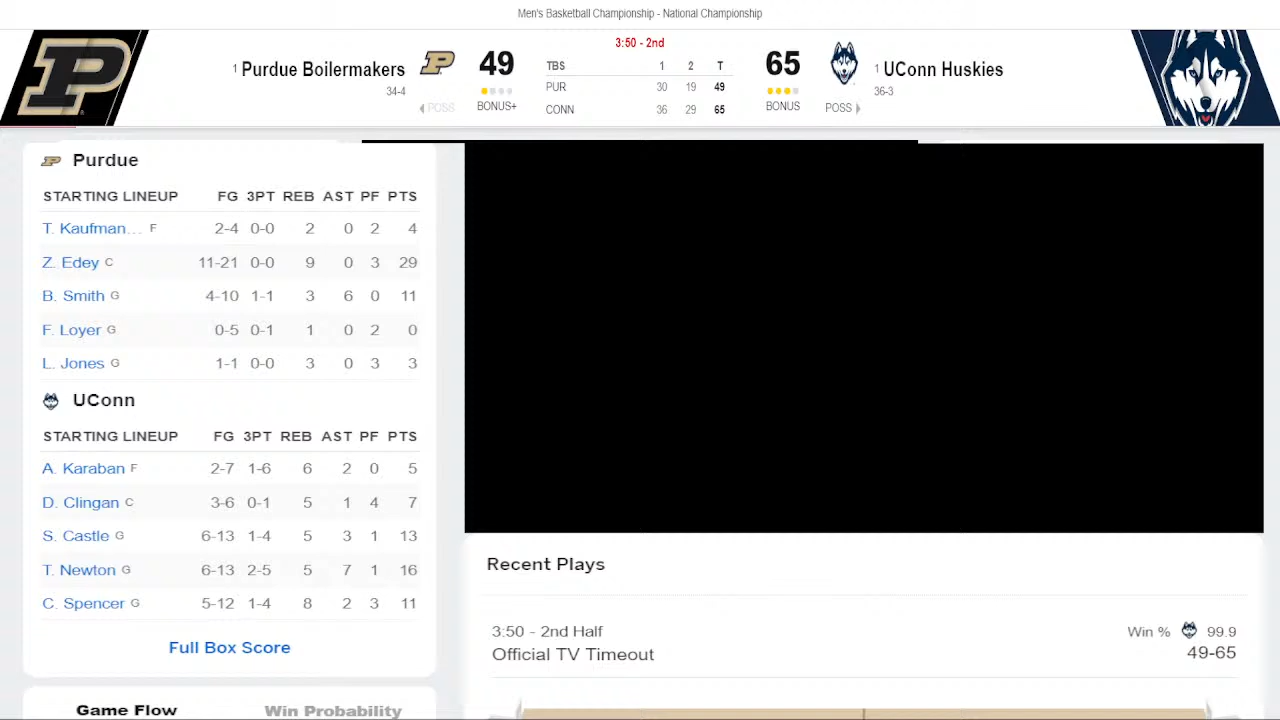 Men's Basketball Championship - National Championship
1 Purdue Boilermakers
34-4
POSS
49
BONUS+
3:50 - 2nd
TBS 1 2 T
PUR 30 19 49
CONN 36 29 65
65
BONUS
POSS
1 UConn Huskies
36-3
Purdue
STARTING LINEUP FG 3PT REB AST PF PTS
T. Kaufman... F 2-4 0-0 2 0 2 4
Z. Edey C 11-21 0-0 9 0 3 29
B. Smith G 4-10 1-1 3 6 0 11
F. Loyer G 0-5 0-1 1 0 2 0
L. Jones G 1-1 0-0 3 0 3 3
UConn
STARTING LINEUP FG 3PT REB AST PF PTS
A. Karaban F 2-7 1-6 6 2 0 5
D. Clingan C 3-6 0-1 5 1 4 7
S. Castle G 6-13 1-4 5 3 1 13
T. Newton G 6-13 2-5 5 7 1 16
C. Spencer G 5-12 1-4 8 2 3 11
Full Box Score
Game Flow Win Probability
Recent Plays
3:50 - 2nd Half
Official TV Timeout
Win % 99.9
49-65